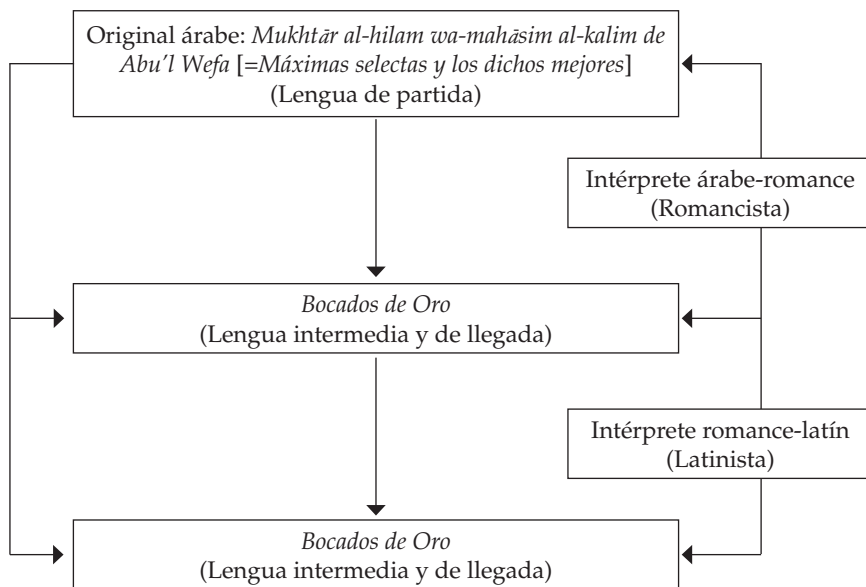 Original árabe: Mukhtār al-hilam wa-mahāsim al-kalim de
Abu’l Wefa [=Máximas selectas y los dichos mejores]
(Lengua de partida)
Intérprete árabe-romance
(Romancista)
Bocados de Oro
(Lengua intermedia y de llegada)
Intérprete romance-latín
(Latinista)
Bocados de Oro
(Lengua intermedia y de llegada)